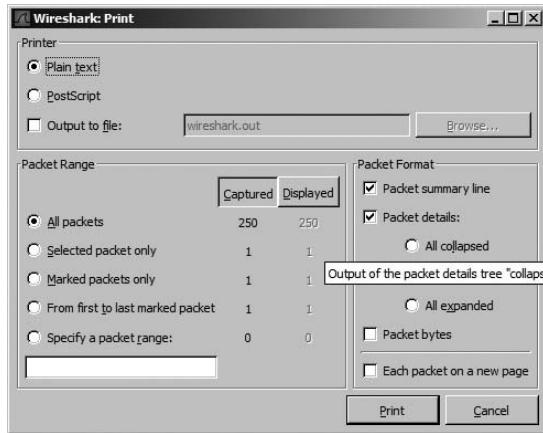 Wireshark: Print
Printer
Plain text
PostScript
Output to file:
wireshark.out
Browse...
Packet Range
Captured
Displayed
All packets
250
250
Selected packet only
1
1
Marked packets only
1
1
From first to last marked packet
1
1
Specify a packet range:
0
0
Packet Format
Packet summary line
Packet details:
All collapsed
Output of the packet details tree "collaps
All expanded
Packet bytes
Each packet on a new page
Print
Cancel